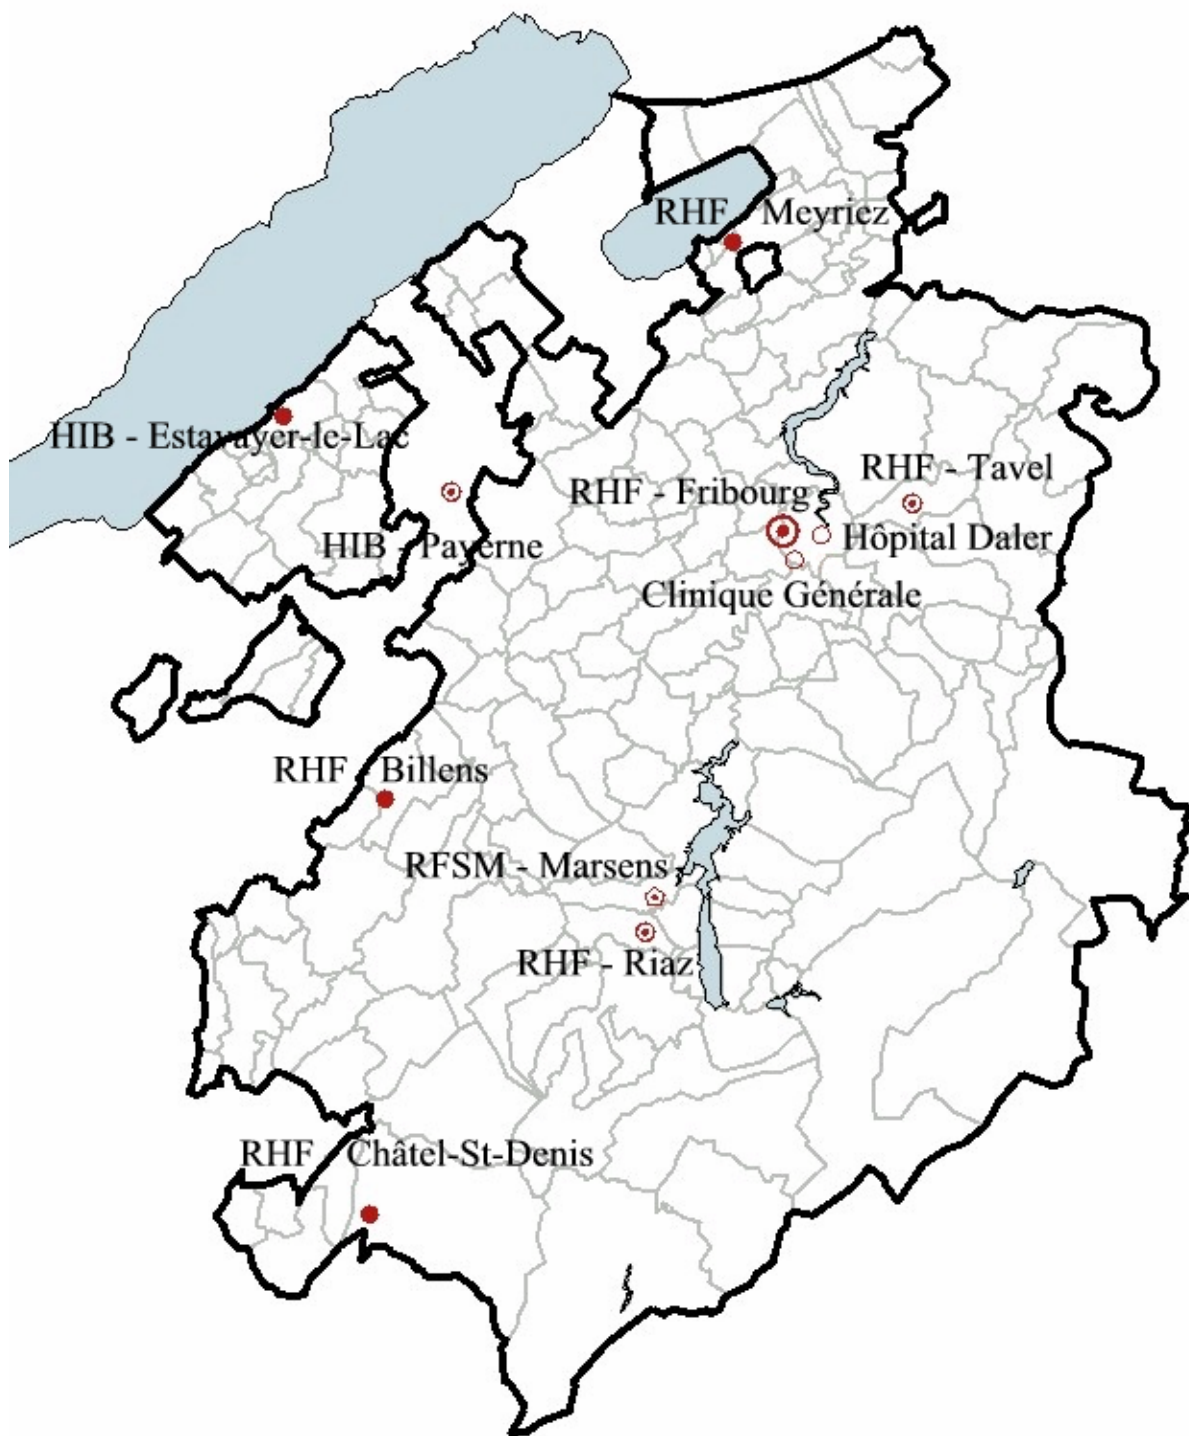 RHF - Meyriez
HIB - Estavayer-le-Lac
RHF - Tavel
RHF - Fribourg
HIB - Payerne
Hôpital Daler
Clinique Générale
RHF - Billens
RFSM - Marsens
RHF - Riaz
RHF - Châtel-St-Denis